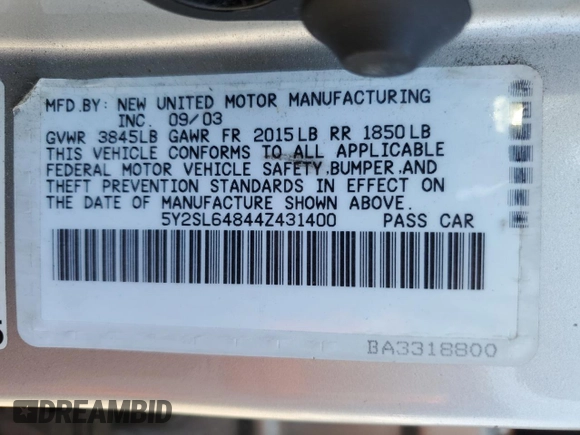 MFD.BY: NEW UNITED MOTOR MANUFACTURING
INC. 09/03
GVWR 3845LB GAWR FR 2015LB RR 1850LB
THIS VEHICLE CONFORMS TO ALL APPLICABLE
FEDERAL MOTOR VEHICLE SAFETY,BUMPER,AND
THEFT PREVENTION STANDARDS IN EFFECT ON
THE DATE OF MANUFACTURE SHOWN ABOVE.
5Y2SL64844Z431400 PASS CAR
BA3318800
DREAMBID